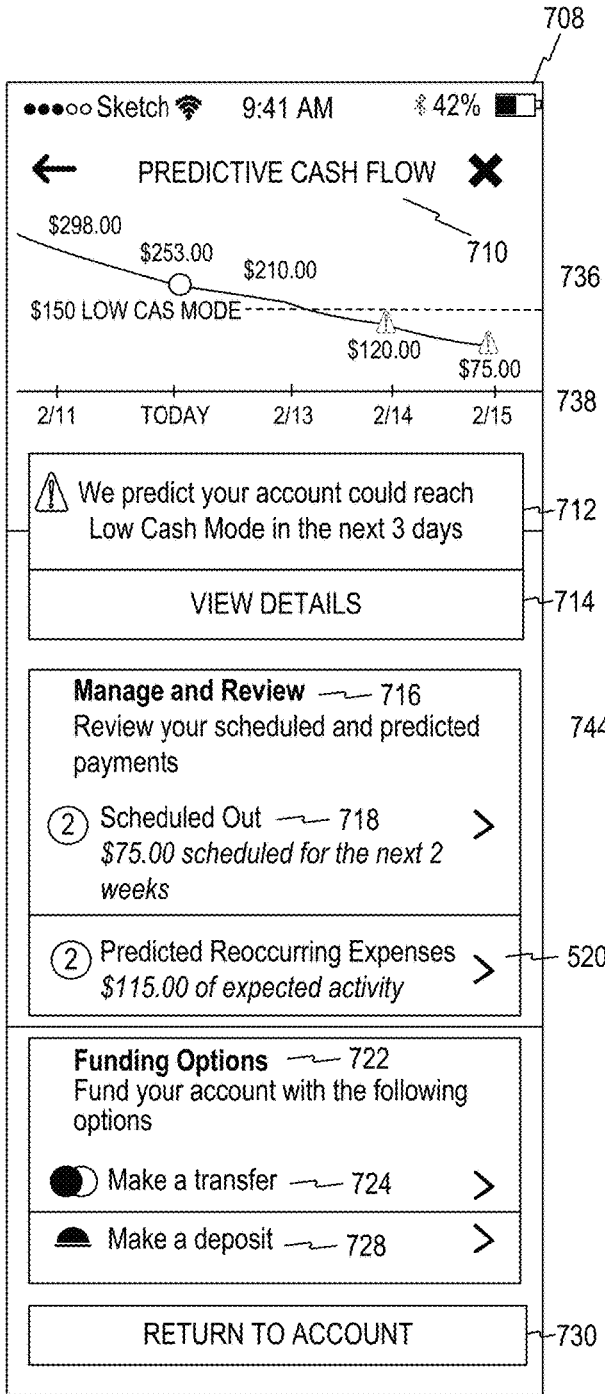 708
Sketch 9:41 AM 42%
PREDICTIVE CASH FLOW
710
$298.00
$253.00
$210.00
736
$150 LOW CAS MODE
$120.00
$75.00
738
2/11 TODAY 2/13 2/14 2/15
We predict your account could reach
Low Cash Mode in the next 3 days
712
VIEW DETAILS
714
Manage and Review 716
Review your scheduled and predicted
payments
744
2 Scheduled Out 718
$75.00 scheduled for the next 2
weeks
2 Predicted Reoccurring Expenses
$115.00 of expected activity
520
Funding Options 722
Fund your account with the following
options
Make a transfer 724
Make a deposit 728
RETURN TO ACCOUNT
730